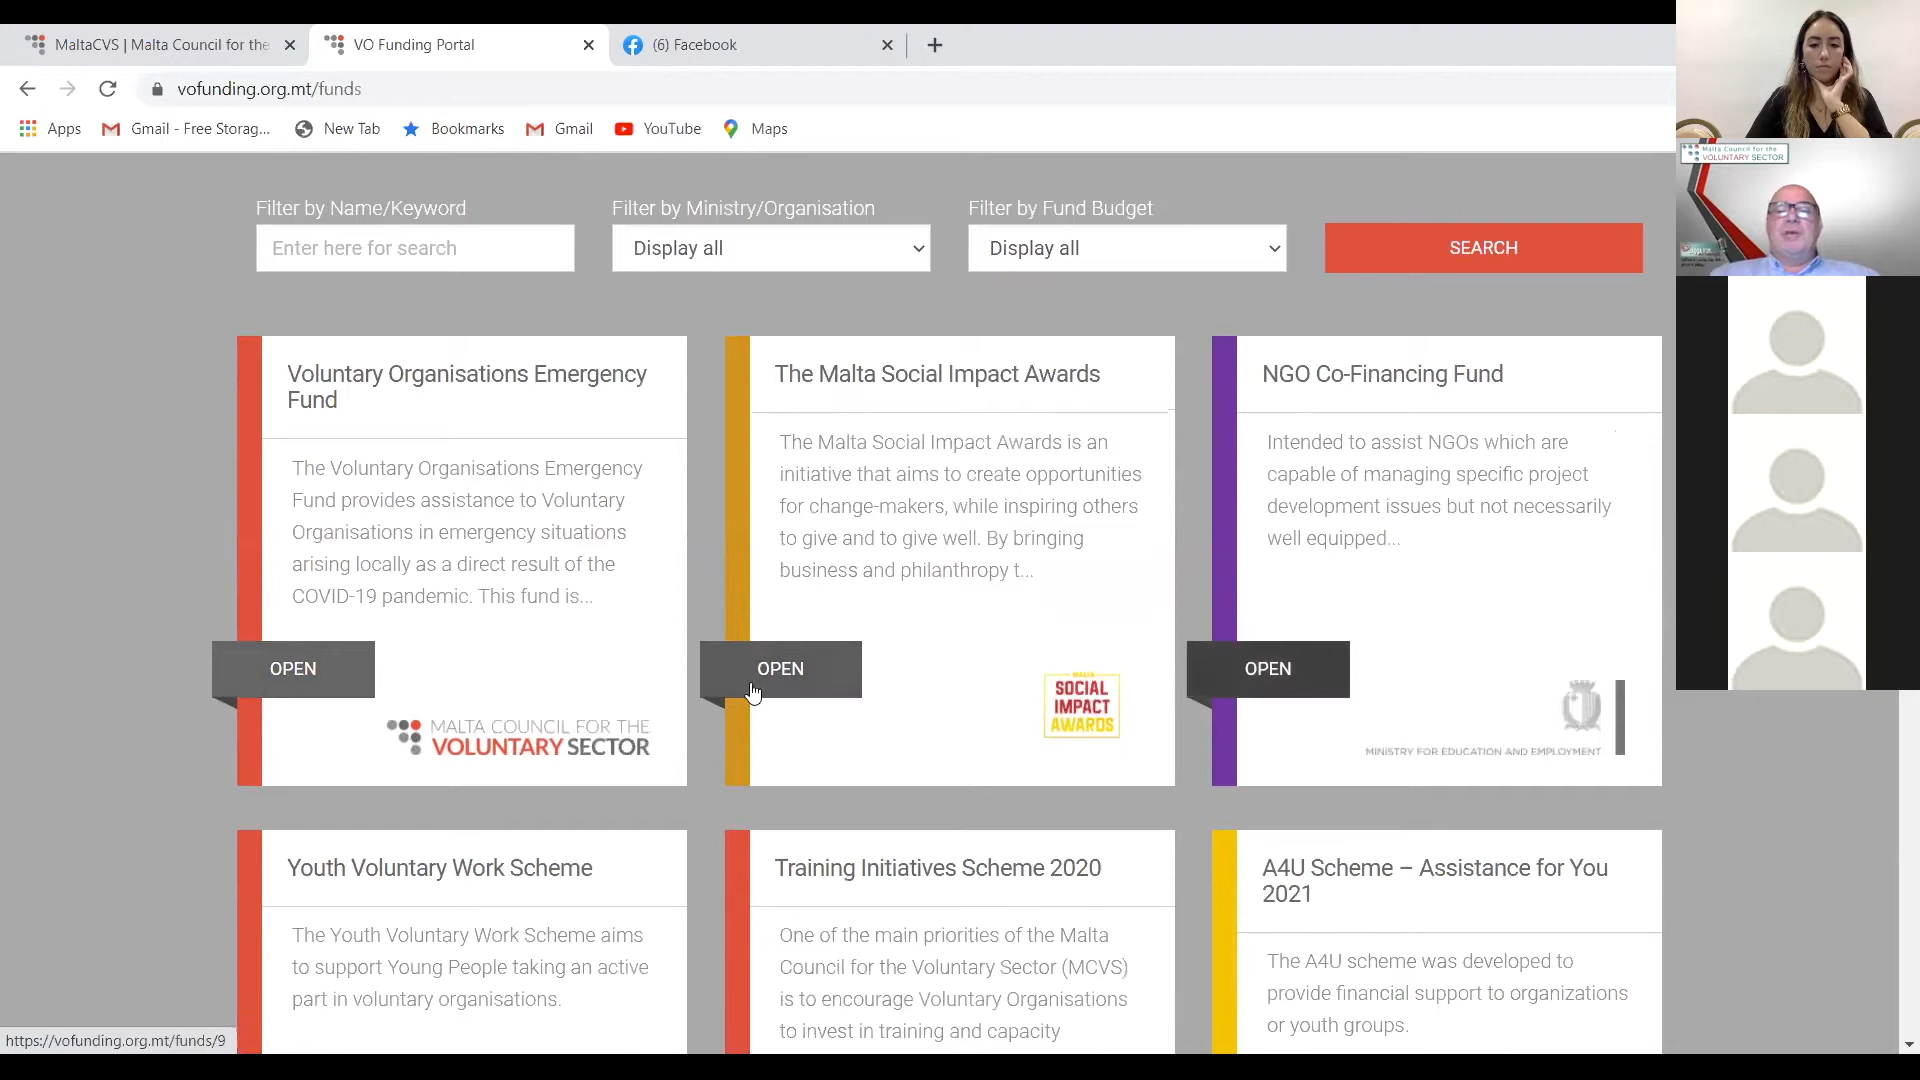 MaltaCVS | Malta Council for the
VO Funding Portal
(6) Facebook
vofunding.org.mt/funds
Apps
Gmail - Free Storag...
New Tab
Bookmarks
Gmail
YouTube
Maps
Malta Council for the
VOLUNTARY SECTOR
Filter by Name/Keyword
Filter by Ministry/Organisation
Filter by Fund Budget
Enter here for search
Display all
Display all
SEARCH
Voluntary Organisations Emergency
Fund
The Voluntary Organisations Emergency
Fund provides assistance to Voluntary
Organisations in emergency situations
arising locally as a direct result of the
COVID-19 pandemic. This fund is...
OPEN
MALTA COUNCIL FOR THE
VOLUNTARY SECTOR
The Malta Social Impact Awards
The Malta Social Impact Awards is an
initiative that aims to create opportunities
for change-makers, while inspiring others
to give and to give well. By bringing
business and philanthropy t...
OPEN
MALTA
SOCIAL
IMPACT
AWARDS
NGO Co-Financing Fund
Intended to assist NGOs which are
capable of managing specific project
development issues but not necessarily
well equipped...
OPEN
MINISTRY FOR EDUCATION AND EMPLOYMENT
Youth Voluntary Work Scheme
The Youth Voluntary Work Scheme aims
to support Young People taking an active
part in voluntary organisations.
Training Initiatives Scheme 2020
One of the main priorities of the Malta
Council for the Voluntary Sector (MCVS)
is to encourage Voluntary Organisations
to invest in training and capacity
A4U Scheme – Assistance for You
2021
The A4U scheme was developed to
provide financial support to organizations
or youth groups.
https://vofunding.org.mt/funds/9